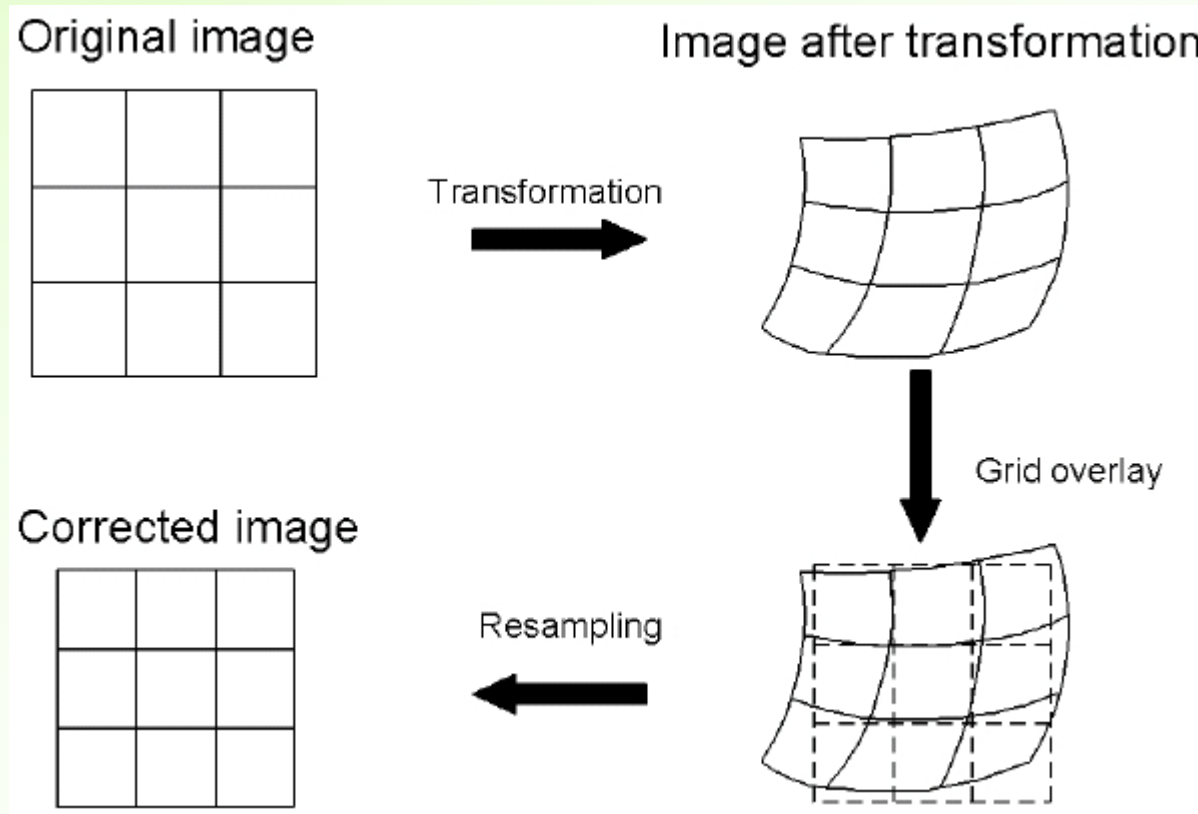 Original image
Image after transformation
Transformation
Grid overlay
Corrected image
Resampling